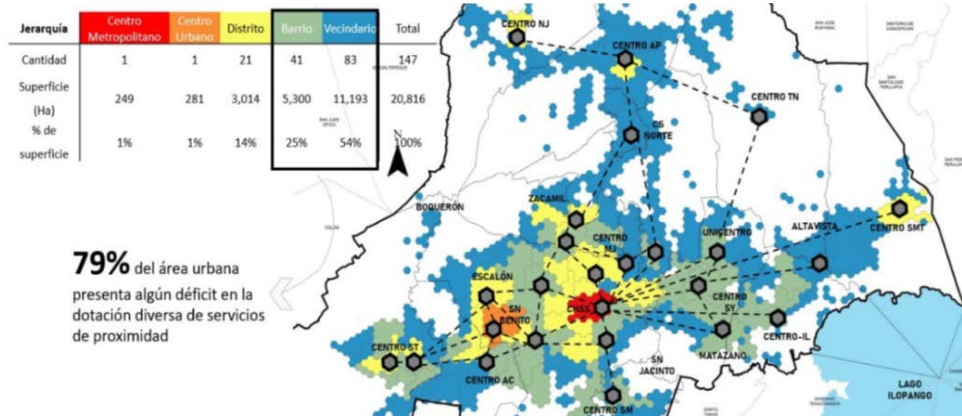 Jerarquía Centro Metropolitano Centro Urbano Distrito Barrio Vecindario Total
Cantidad 1 1 21 41 83 147
Superficie (Ha) 249 281 3,014 5,300 11,193 20,816
% de superficie 1% 1% 14% 25% 54% 100%
N
79% del área urbana
presenta algún déficit en la
dotación diversa de servicios
de proximidad
CENTRO NJ
CENTRO AP
CENTRO TN
CS NORTE
BOQUERÓN
ZACAMIL
CENTRO MJ
UNICENTRO
ALTAVISTA
CENTRO SMT
ESCALÓN
CHSS
SN BENITO
CENTRO SY
CENTRO ST
CENTRO-IL
MATAZANO
SN JACINTO
CENTRO AC
CENTRO SM
LAGO ILOPANGO
COLON